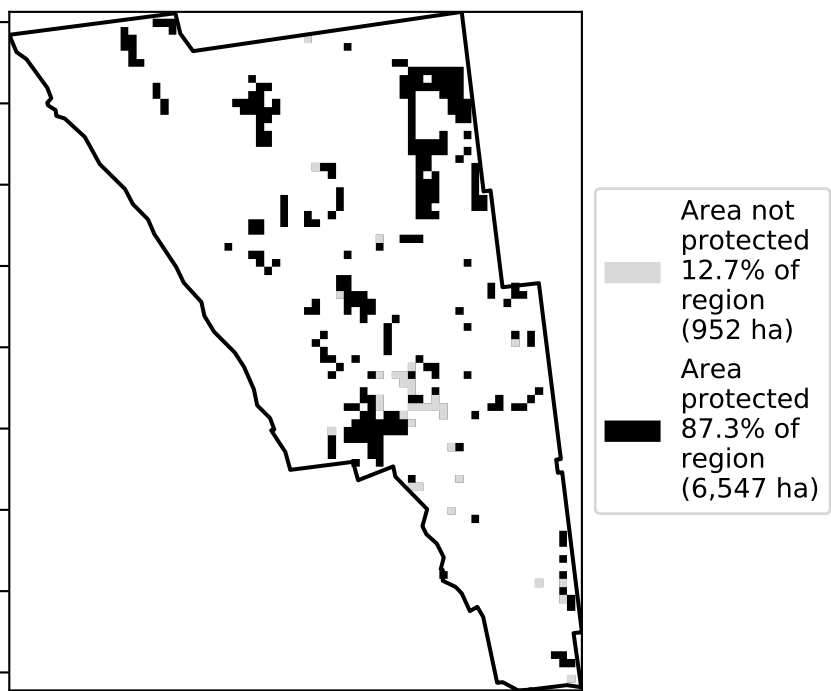 Area not
protected
12.7% of
region
(952 ha)
Area
protected
87.3% of
region
(6,547 ha)